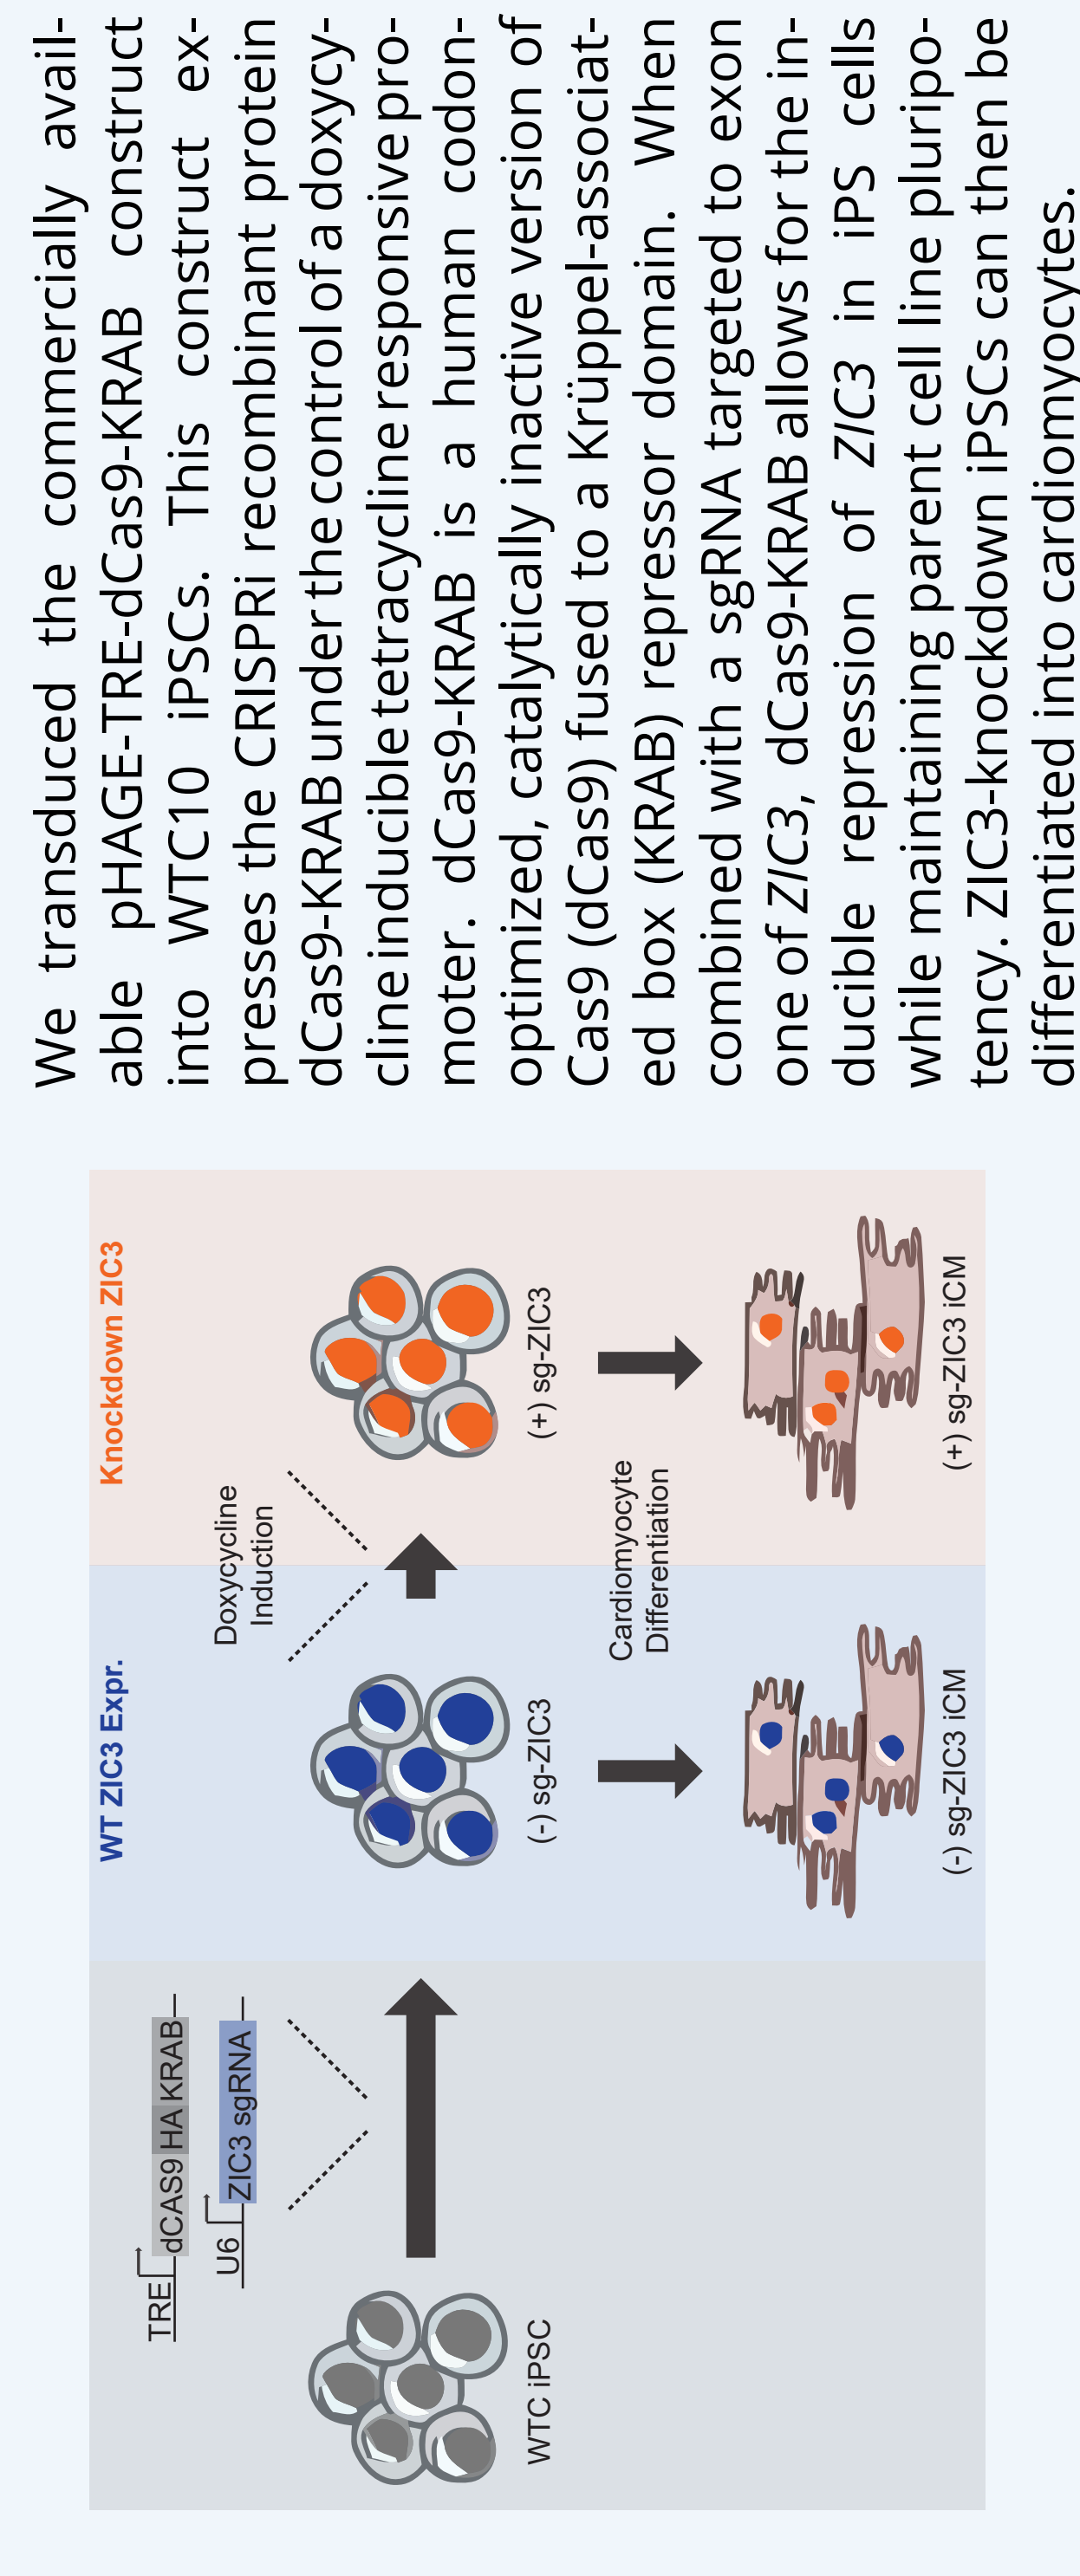 WT ZIC3 Expr.
Knockdown ZIC3
TRE
dCAS9 HA KRAB
U6
ZIC3 sgRNA
Doxycycline
Induction
WTC iPSC
(-) sg-ZIC3
(+) sg-ZIC3
Cardiomyocyte
Differentiation
(-) sg-ZIC3 iCM
(+) sg-ZIC3 iCM
We transduced the commercially avail-
able pHAGE-TRE-dCas9-KRAB construct
into WTC10 iPSCs. This construct ex-
presses the CRISPRi recombinant protein
dCas9-KRAB under the control of a doxycy-
cline inducible tetracycline responsive pro-
moter. dCas9-KRAB is a human codon-
optimized, catalytically inactive version of
Cas9 (dCas9) fused to a Krüppel-associat-
ed box (KRAB) repressor domain. When
combined with a sgRNA targeted to exon
one of ZIC3, dCas9-KRAB allows for the in-
ducible repression of ZIC3 in iPS cells
while maintaining parent cell line pluripo-
tency. ZIC3-knockdown iPSCs can then be
differentiated into cardiomyocytes.